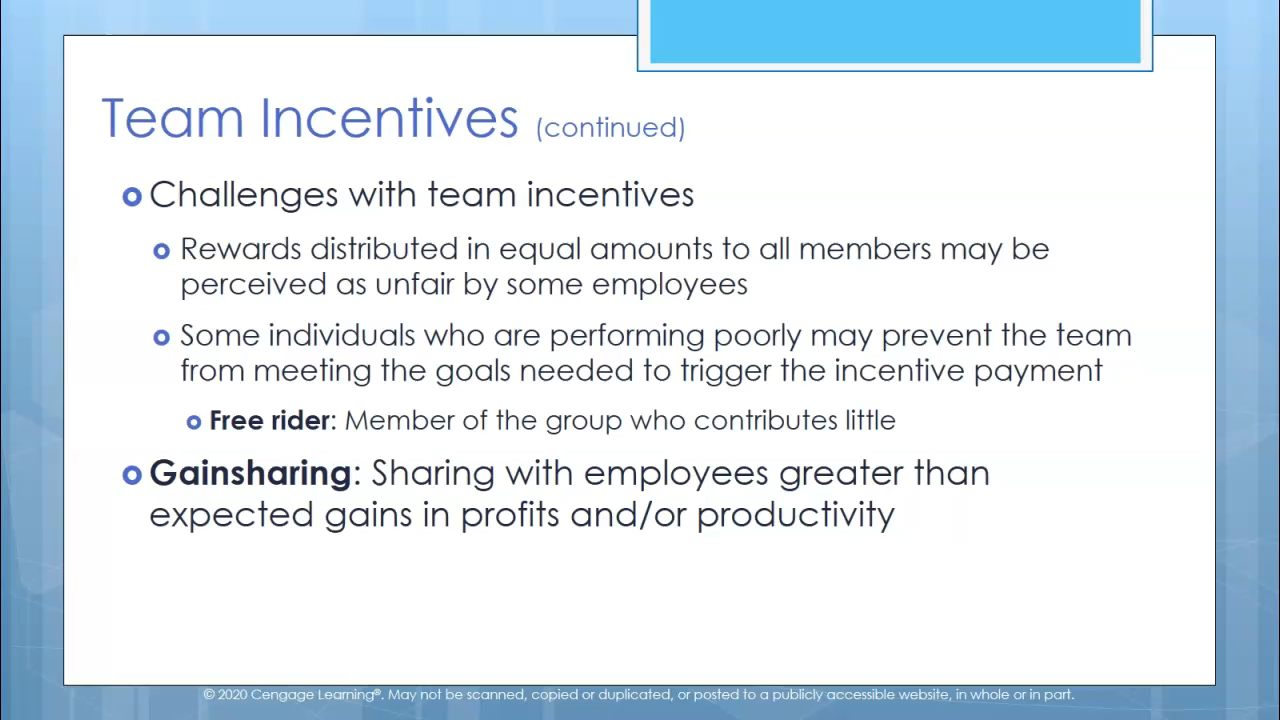 Team Incentives (continued)
Challenges with team incentives
Rewards distributed in equal amounts to all members may be
perceived as unfair by some employees
Some individuals who are performing poorly may prevent the team
from meeting the goals needed to trigger the incentive payment
Free rider: Member of the group who contributes little
Gainsharing: Sharing with employees greater than
expected gains in profits and/or productivity
© 2020 Cengage Learning®. May not be scanned, copied or duplicated, or posted to a publicly accessible website, in whole or in part.